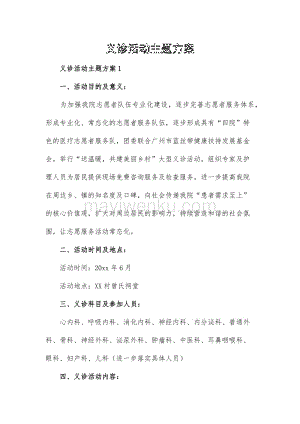 义诊活动主题方案
义诊活动主题方案1
一、活动目的及意义：
为加强我院志愿者队伍专业化建设，逐步完善志愿者服务体系，
形成专业化、常态化的志愿者服务队伍，逐步形成具有“四院”特
色的医疗志愿者服务队，团委联合广州市蓝丝带健康扶持发展基金
会，举行“送温暖，共建美丽乡村”大型义诊活动，组织专家及护
理人员为居民提供现场免费咨询服务及检查服务。进一步提高我院
在周边乡、镇的知名度及口碑，向社会传播我院“患者需求至上”
的核心价值观，扩大对周边居民的影响力，持续营造和谐的社会氛
围，让志愿服务活动常态化。
二、活动时间及地点：
活动时间：20xx 年 6 月
活动地点：XX 村曾氏祠堂
三、义诊科目及参加人员：
心内科、呼吸内科、消化内科、神经内科、内分泌科、普通外
科、骨科、神经外科、泌尿外科、肿瘤科、中医科、耳鼻咽喉科、
眼科、妇产科、儿科（进一步落实具体人员）
四、义诊活动内容：
mayiwenku.com